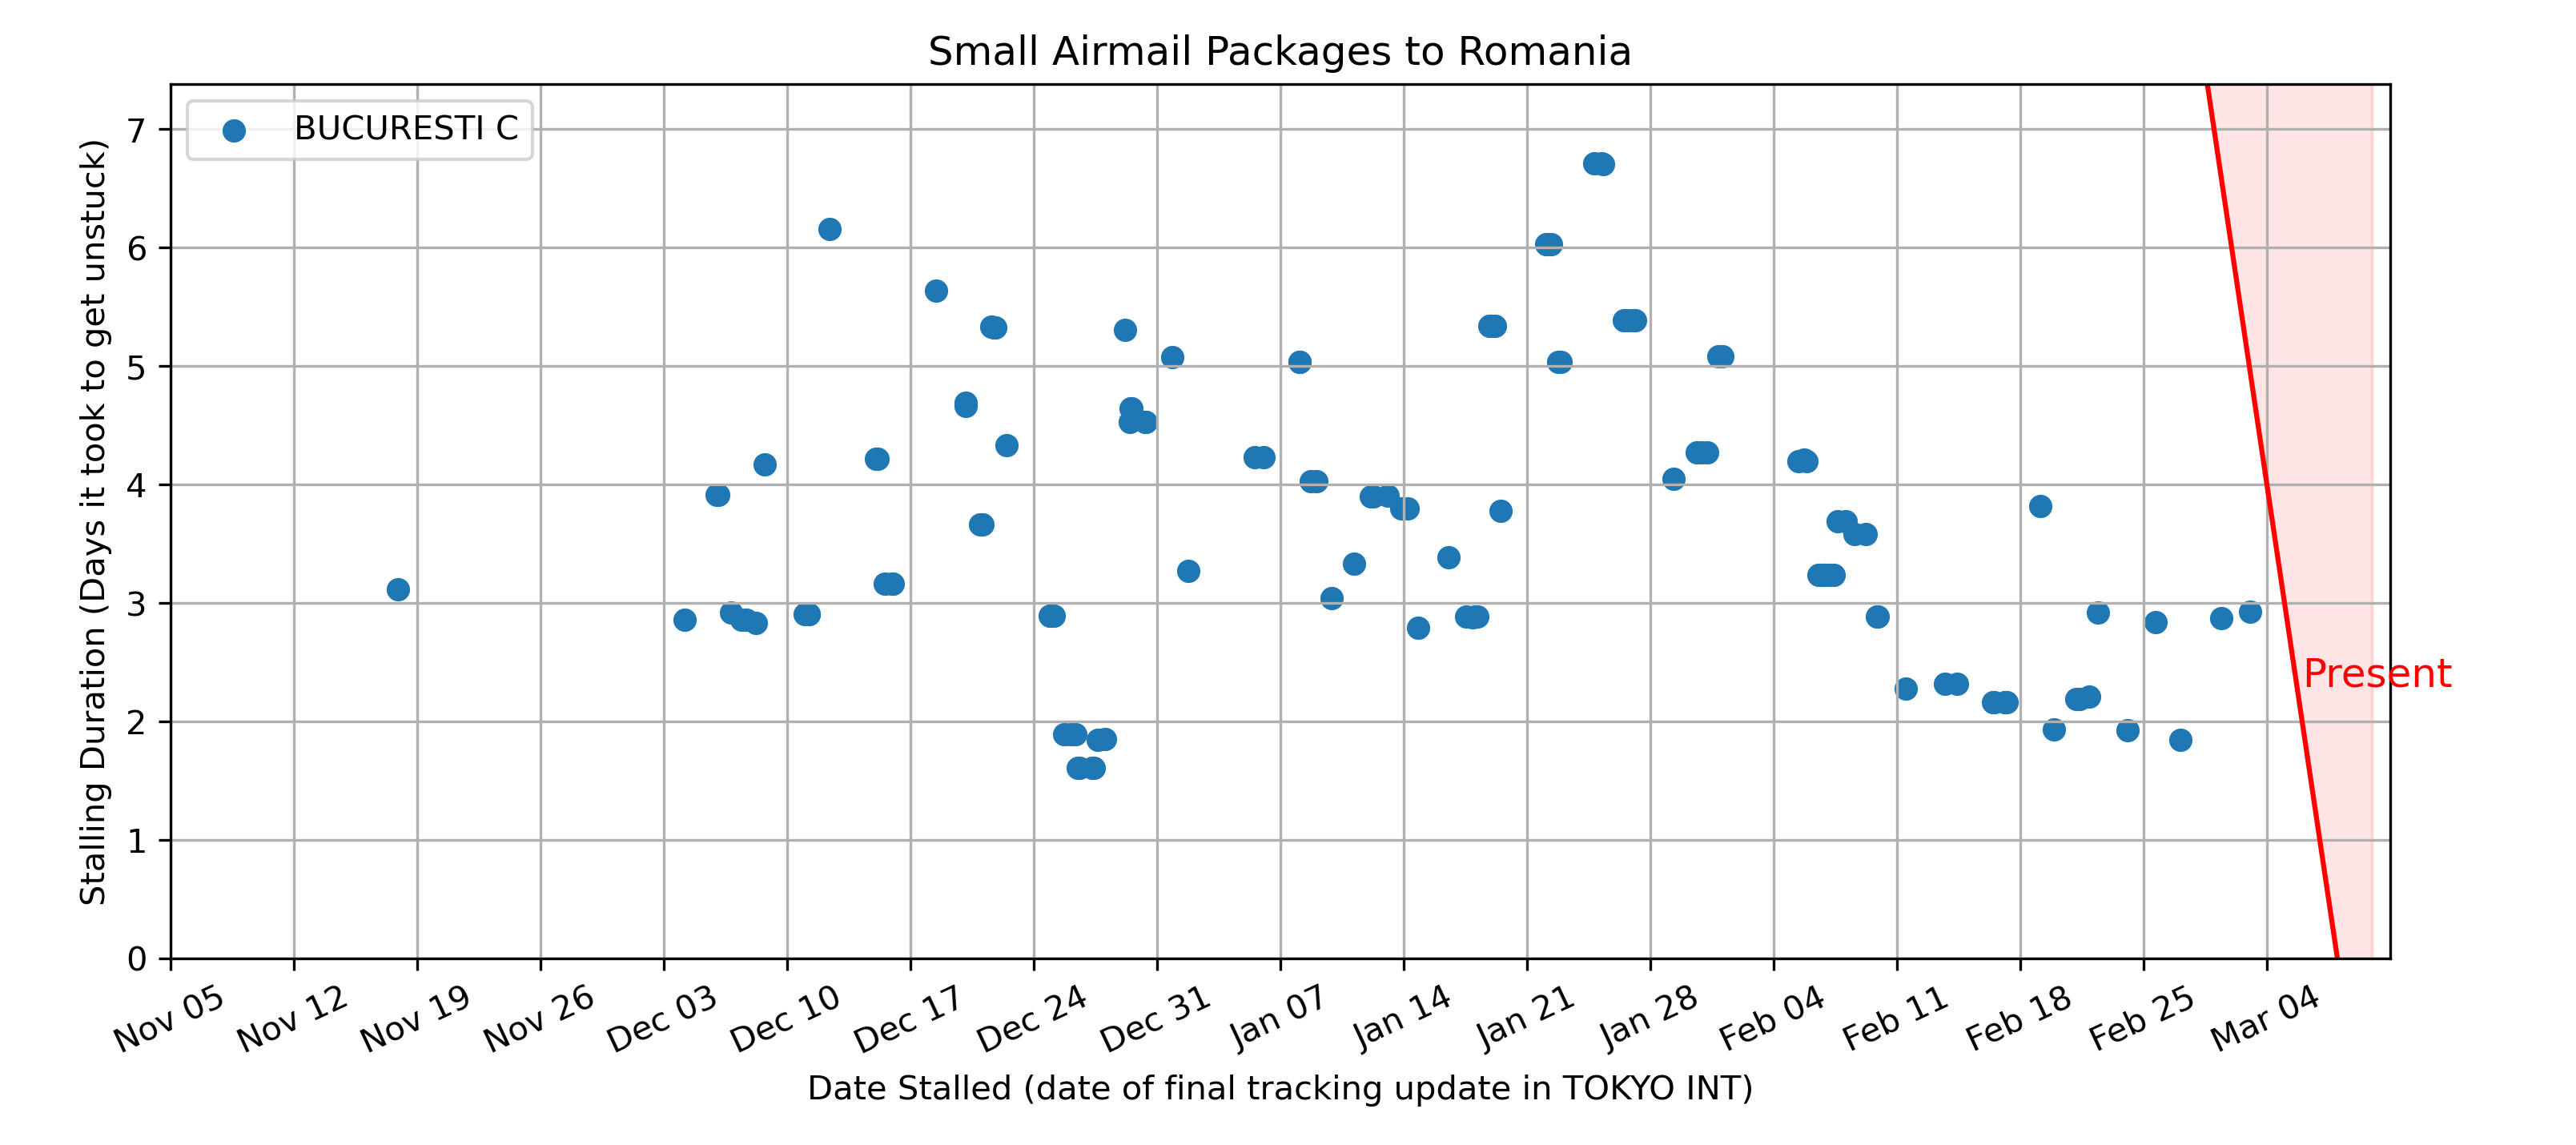 Small Airmail Packages to Romania
BUCURESTI C
Stalling Duration (Days it took to get unstuck)
7
6
5
4
3
2
1
0
Present
Nov 05
Nov 12
Nov 19
Nov 26
Dec 03
Dec 10
Dec 17
Dec 24
Dec 31
Jan 07
Jan 14
Jan 21
Jan 28
Feb 04
Feb 11
Feb 18
Feb 25
Mar 04
Date Stalled (date of final tracking update in TOKYO INT)